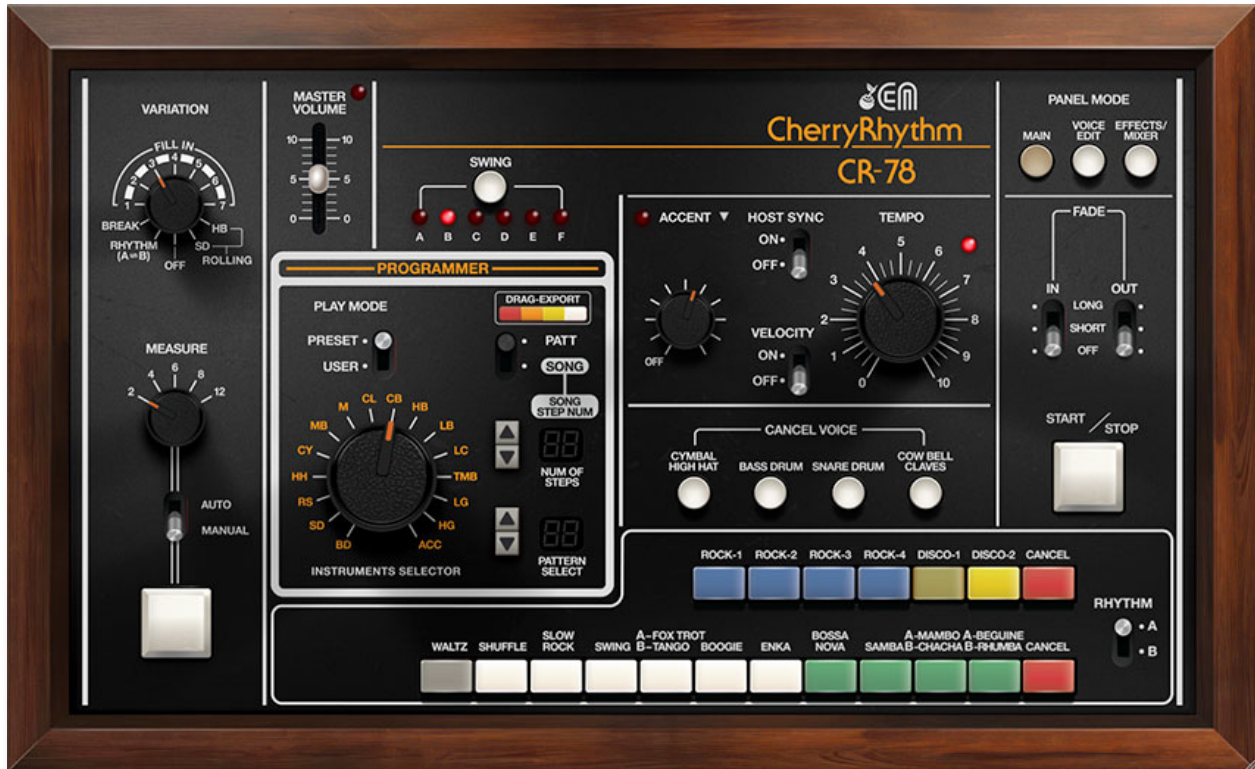 VARIATION
FILL IN
1 2 3 4 5 6 7
BREAK
RHYTHM
(A⇋B)
OFF
SD
HB
ROLLING
MEASURE
2 4 6 8 12
AUTO
MANUAL
MASTER
VOLUME
10 10
5 5
0 0
SWING
A B C D E F
EM
CherryRhythm
CR-78
PROGRAMMER
PLAY MODE
PRESET
USER
DRAG-EXPORT
PATT
SONG
SONG
STEP NUM
NUM OF
STEPS
PATTERN
SELECT
BD SD RS HH CY MB M CL CB HB LB LC TMB LG HG ACC
INSTRUMENTS SELECTOR
ACCENT ▼
OFF
HOST SYNC
ON
OFF
VELOCITY
ON
OFF
TEMPO
0 1 2 3 4 5 6 7 8 9 10
CANCEL VOICE
CYMBAL
HIGH HAT
BASS DRUM
SNARE DRUM
COW BELL
CLAVES
PANEL MODE
MAIN
VOICE
EDIT
EFFECTS/
MIXER
FADE
IN
OUT
LONG
SHORT
OFF
START / STOP
ROCK-1 ROCK-2 ROCK-3 ROCK-4 DISCO-1 DISCO-2 CANCEL
RHYTHM
A
B
WALTZ
SHUFFLE
SLOW
ROCK
SWING
A–FOX TROT
B–TANGO
BOOGIE
ENKA
BOSSA
NOVA
SAMBA
A-MAMBO
B-CHACHA
A-BEGUINE
B-RHUMBA
CANCEL